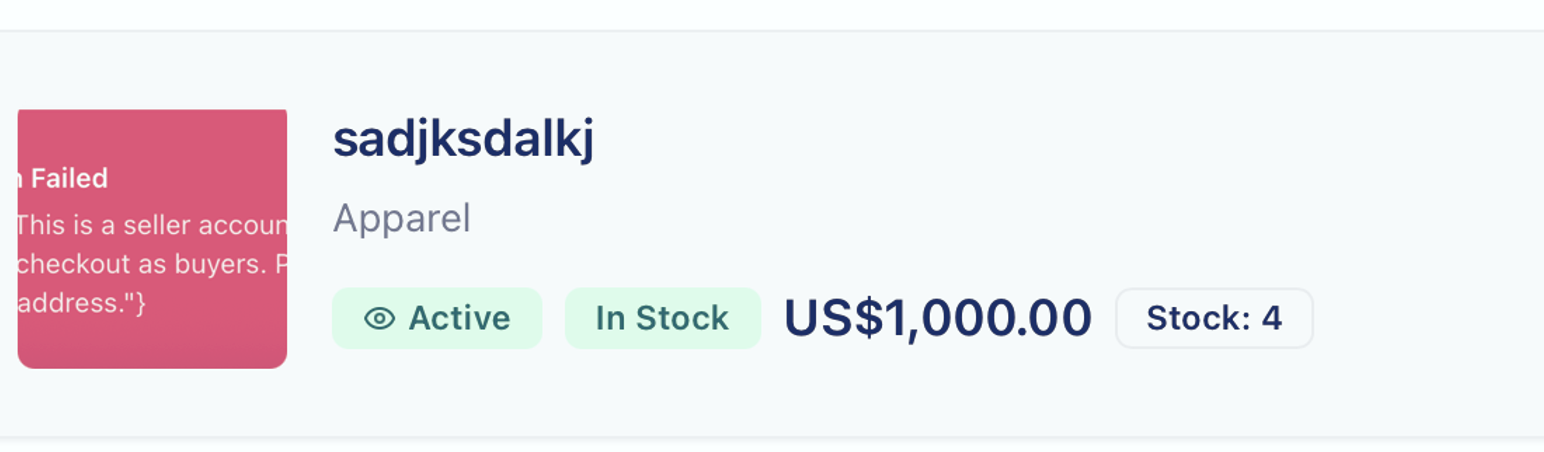 sadjksdalkj
Apparel
Active
In Stock
US$1,000.00
Stock: 4
Failed
This is a seller accoun
checkout as buyers. P
address."}